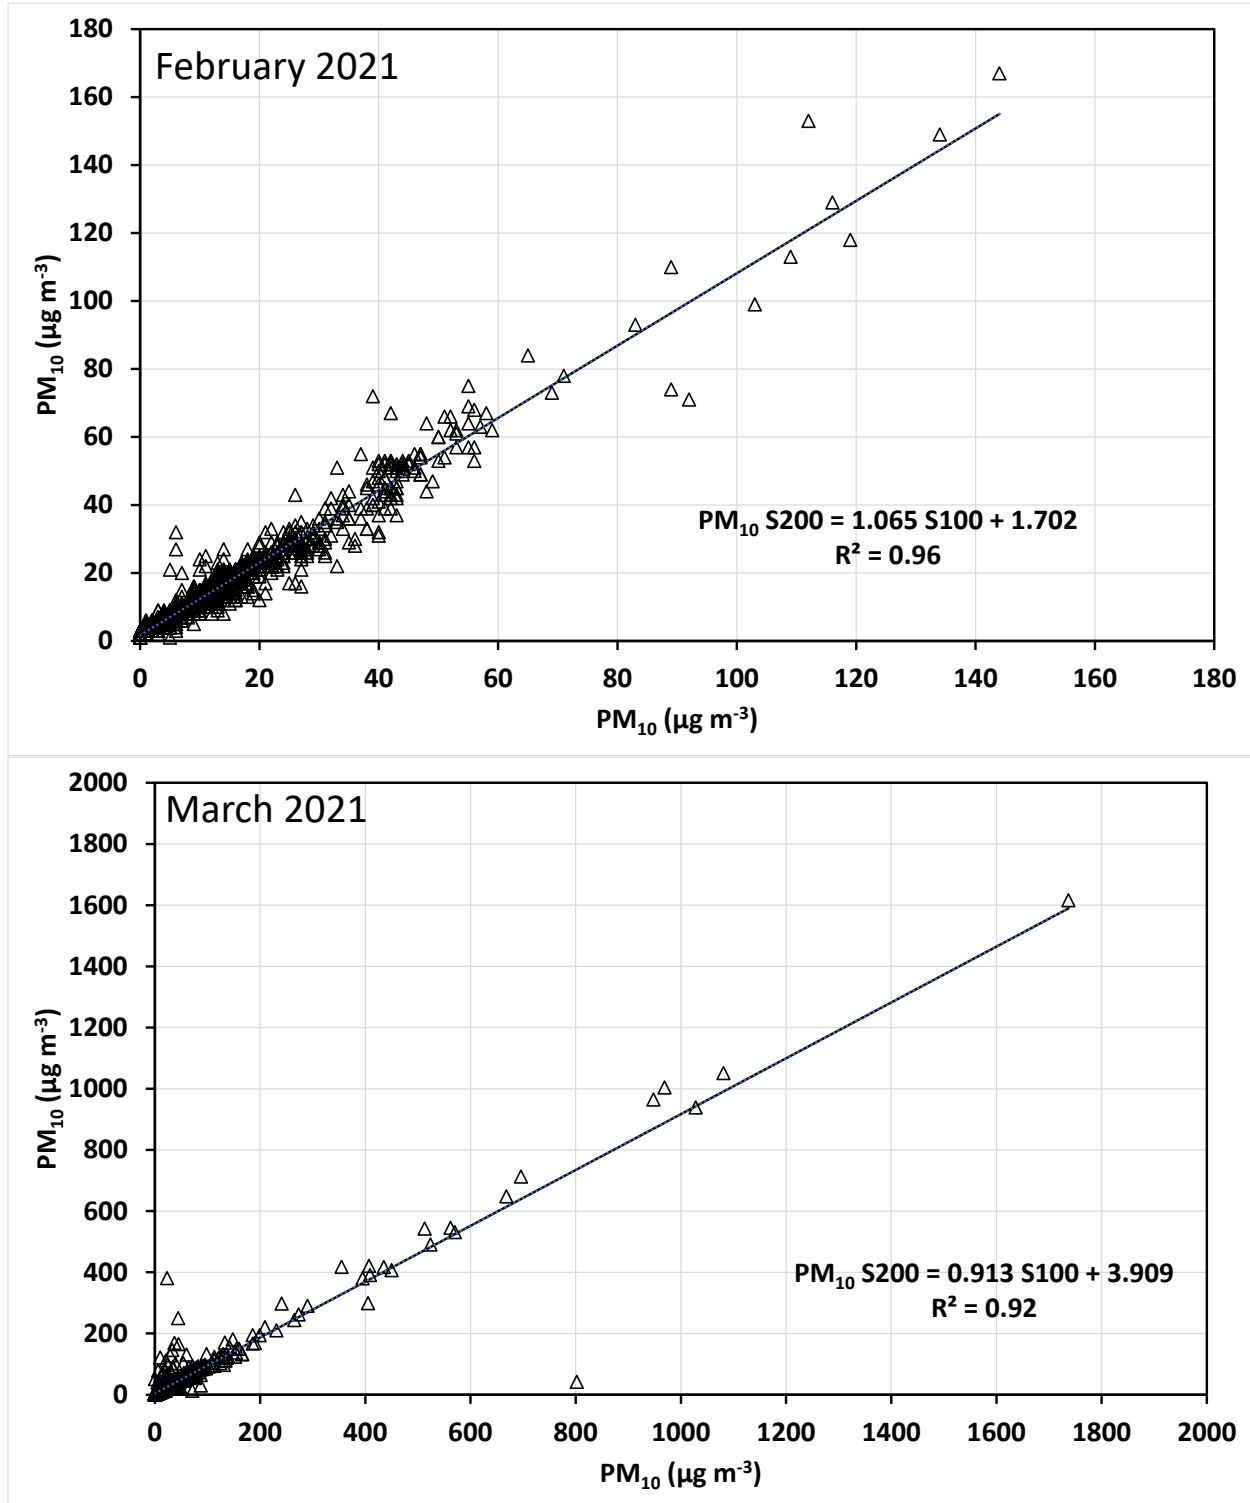 180
160
140
120
100
80
60
40
20
0
February 2021
PM₁₀ (µg m⁻³)
PM₁₀ S200 = 1.065 S100 + 1.702
R² = 0.96
0 20 40 60 80 100 120 140 160 180
PM₁₀ (µg m⁻³)
2000
1800
1600
1400
1200
1000
800
600
400
200
0
March 2021
PM₁₀ (µg m⁻³)
PM₁₀ S200 = 0.913 S100 + 3.909
R² = 0.92
0 200 400 600 800 1000 1200 1400 1600 1800 2000
PM₁₀ (µg m⁻³)